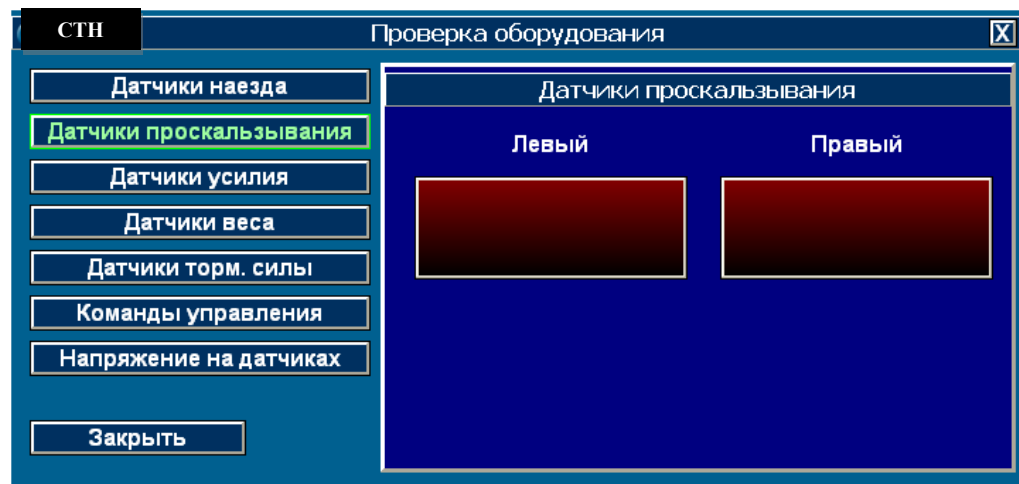 СТН
Проверка оборудования
X
Датчики наезда
Датчики проскальзывания
Датчики усилия
Датчики веса
Датчики торм. силы
Команды управления
Напряжение на датчиках
Закрыть
Датчики проскальзывания
Левый
Правый